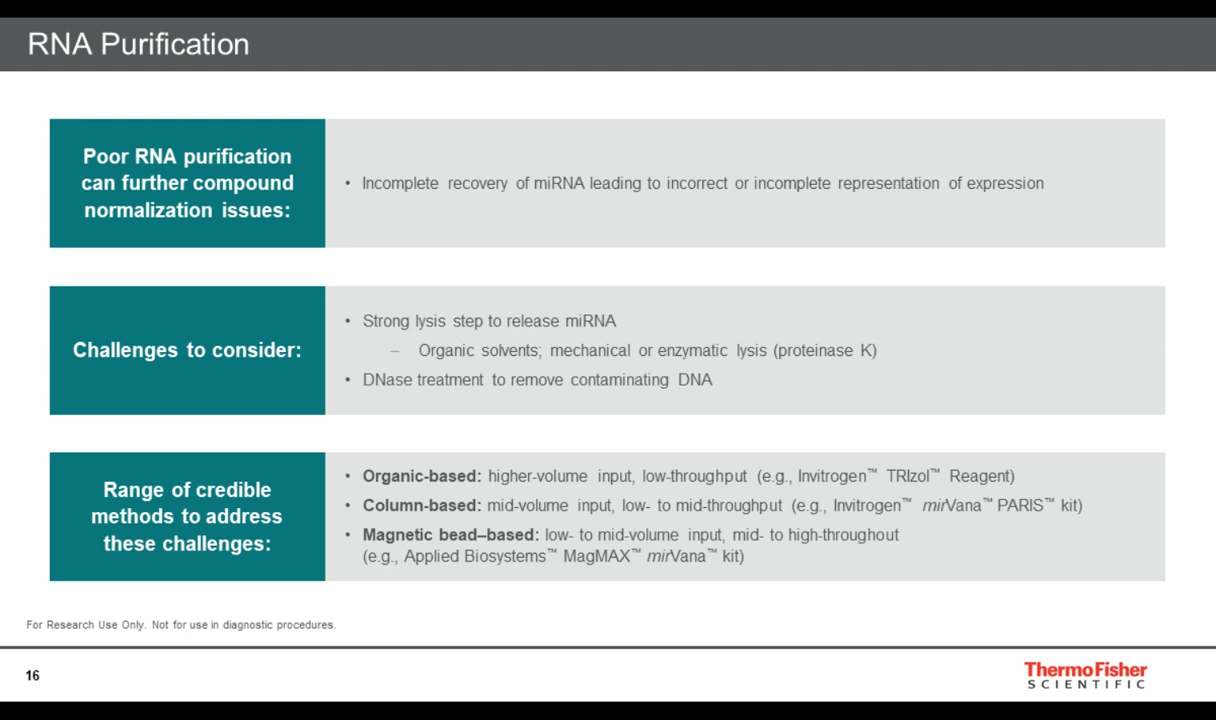 RNA Purification
Poor RNA purification
can further compound
normalization issues:
• Incomplete recovery of miRNA leading to incorrect or incomplete representation of expression
Challenges to consider:
• Strong lysis step to release miRNA
– Organic solvents; mechanical or enzymatic lysis (proteinase K)
• DNase treatment to remove contaminating DNA
Range of credible
methods to address
these challenges:
• Organic-based: higher-volume input, low-throughput (e.g., Invitrogen™ TRIzol™ Reagent)
• Column-based: mid-volume input, low- to mid-throughput (e.g., Invitrogen™ mirVana™ PARIS™ kit)
• Magnetic bead–based: low- to mid-volume input, mid- to high-throughout
(e.g., Applied Biosystems™ MagMAX™ mirVana™ kit)
For Research Use Only. Not for use in diagnostic procedures.
16
ThermoFisher
SCIENTIFIC